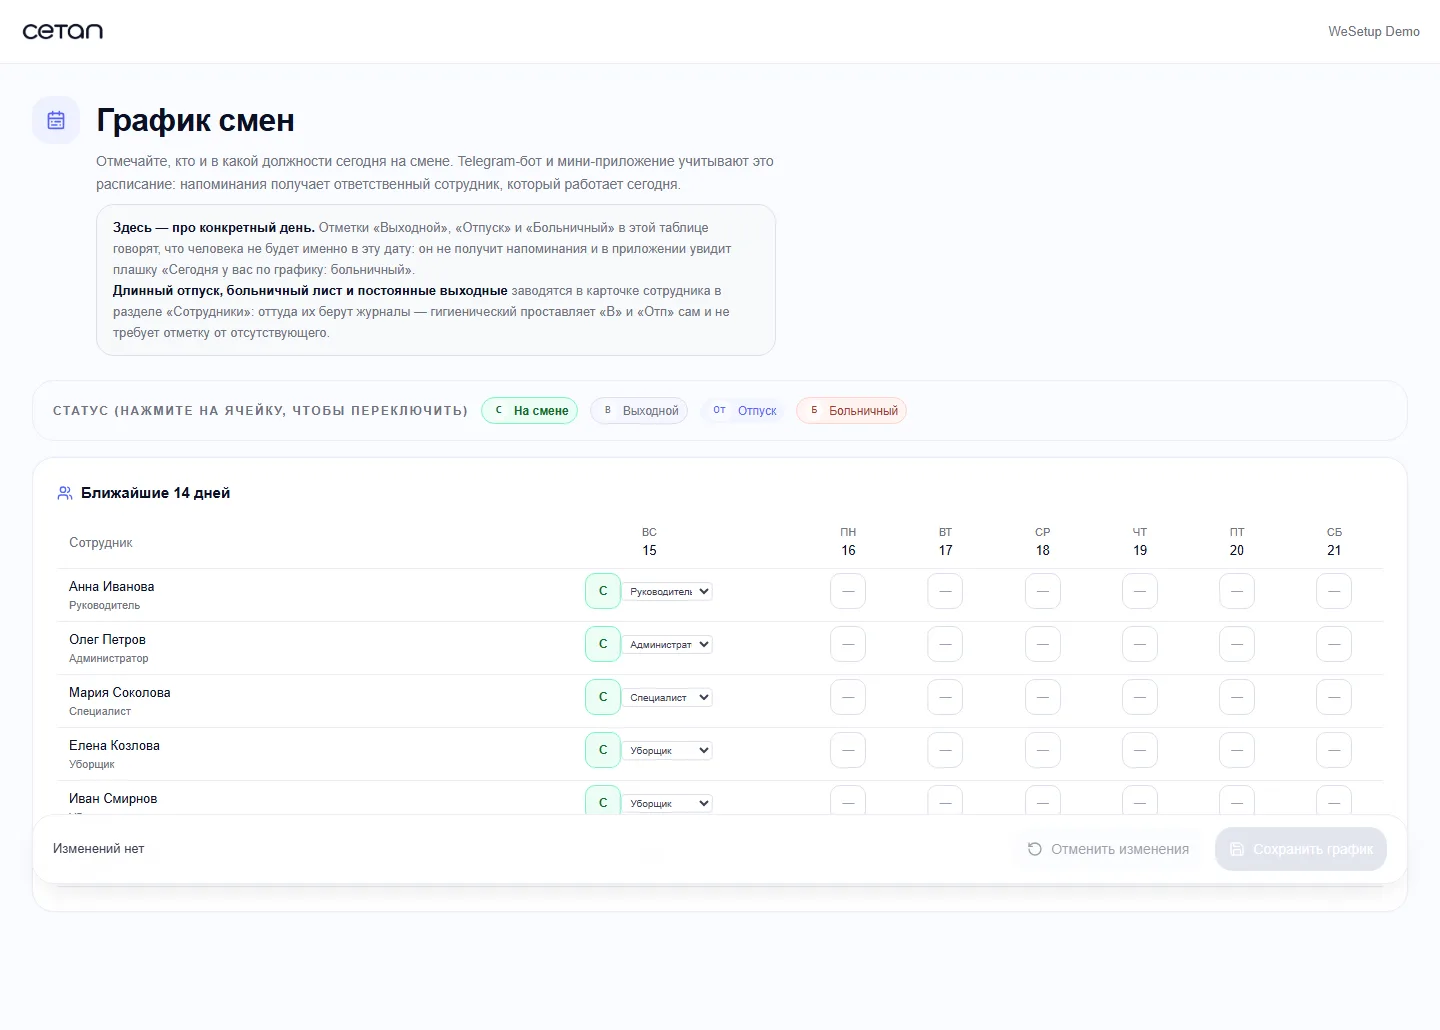 сетап
WeSetup Demo
График смен
Отмечайте, кто и в какой должности сегодня на смене. Telegram-бот и мини-приложение учитывают это
расписание: напоминания получает ответственный сотрудник, который работает сегодня.
Здесь — про конкретный день. Отметки «Выходной», «Отпуск» и «Больничный» в этой таблице
говорят, что человека не будет именно в эту дату: он не получит напоминания и в приложении увидит
плашку «Сегодня у вас по графику: больничный».
Длинный отпуск, больничный лист и постоянные выходные заводятся в карточке сотрудника в
разделе «Сотрудники»: оттуда их берут журналы — гигиенический проставляет «В» и «Отп» сам и не
требует отметку от отсутствующего.
СТАТУС (НАЖМИТЕ НА ЯЧЕЙКУ, ЧТОБЫ ПЕРЕКЛЮЧИТЬ) С На смене В Выходной ОТ Отпуск Б Больничный
Ближайшие 14 дней
Сотрудник ВС 15 ПН 16 ВТ 17 СР 18 ЧТ 19 ПТ 20 СБ 21
Анна Иванова
Руководитель
С Руководитель — — — — — —
Олег Петров
Администратор
С Администрат — — — — — —
Мария Соколова
Специалист
С Специалист — — — — — —
Елена Козлова
Уборщик
С Уборщик — — — — — —
Иван Смирнов
С Уборщик — — — — — —
Изменений нет
Отменить изменения
Сохранить график